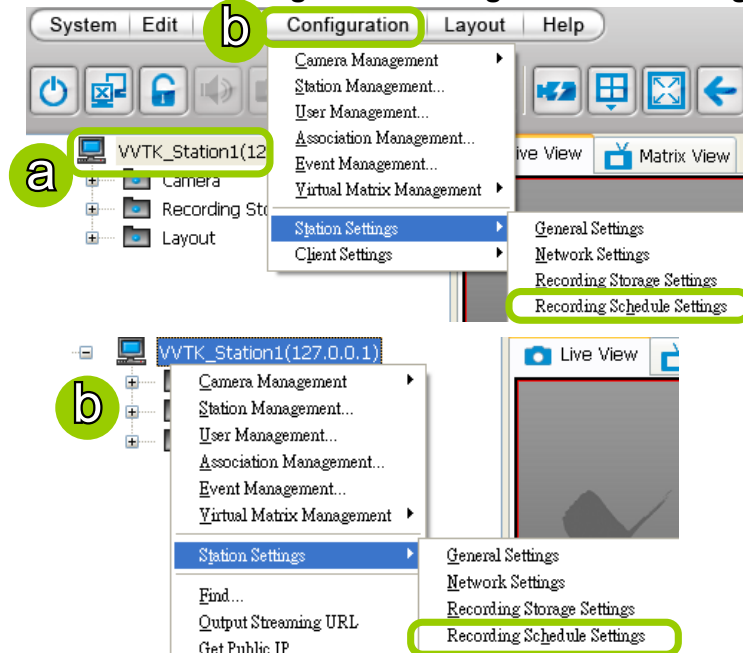 System Edit Configuration Layout Help
b
Camera Management
Station Management...
User Management...
Association Management...
Event Management...
Virtual Matrix Management
Station Settings
Client Settings
General Settings
Network Settings
Recording Storage Settings
Recording Schedule Settings
a
VVTK_Station1(12
Camera
Recording Sto
Layout
ive View Matrix View
VVTK_Station1(127.0.0.1)
Live View
b
Camera Management
Station Management...
User Management...
Association Management...
Event Management...
Virtual Matrix Management
Station Settings
Find...
Output Streaming URL
Get Public IP
General Settings
Network Settings
Recording Storage Settings
Recording Schedule Settings